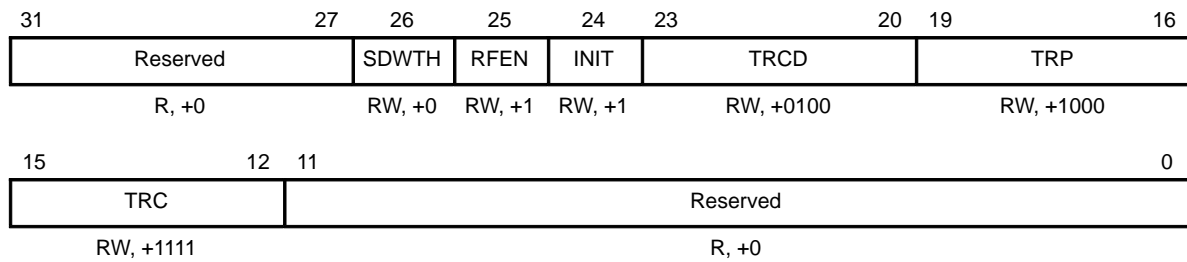 31 27 26 25 24 23 20 19 16
Reserved SDWTH RFEN INIT TRCD TRP
R, +0 RW, +0 RW, +1 RW, +1 RW, +0100 RW, +1000
15 12 11 0
TRC Reserved
RW, +1111 R, +0